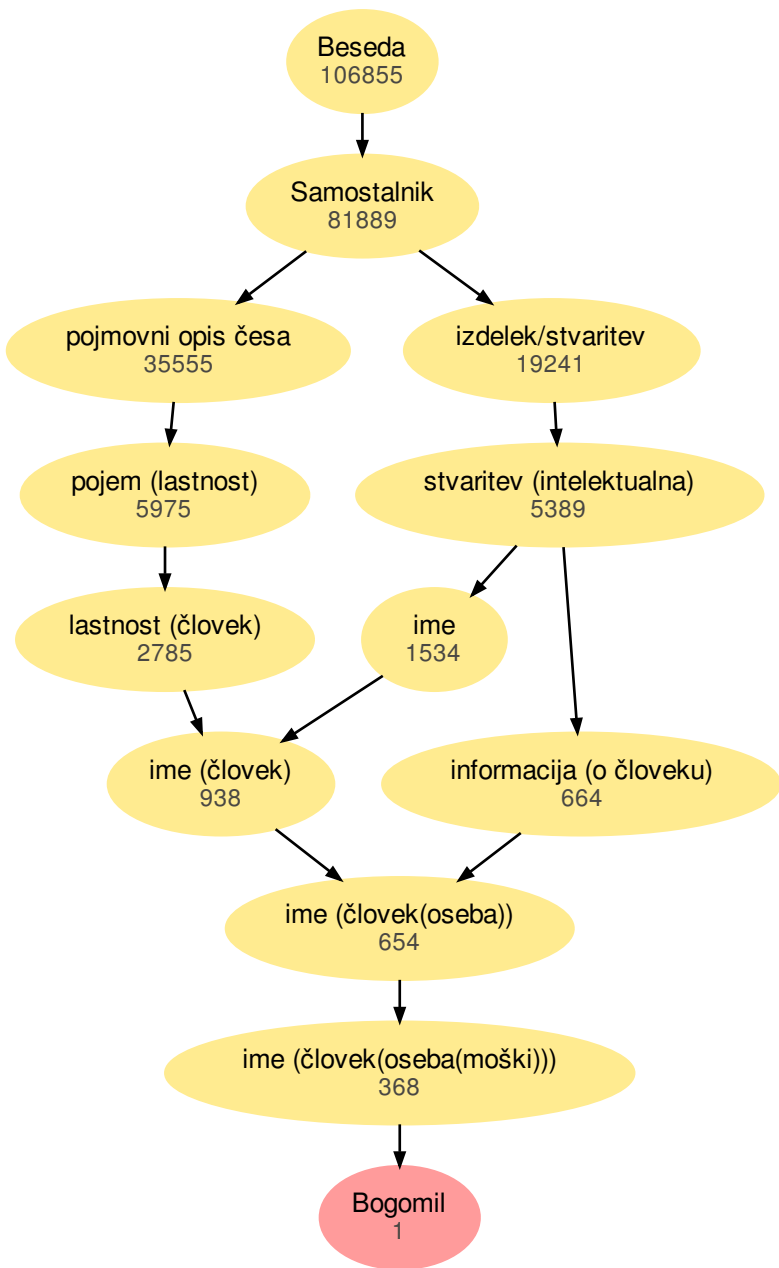 Beseda
106855
Samostalnik
81889
pojmovni opis česa
35555
izdelek/stvaritev
19241
pojem (lastnost)
5975
stvaritev (intelektualna)
5389
lastnost (človek)
2785
ime
1534
ime (človek)
938
informacija (o človeku)
664
ime (človek(oseba))
654
ime (človek(oseba(moški)))
368
Bogomil
1